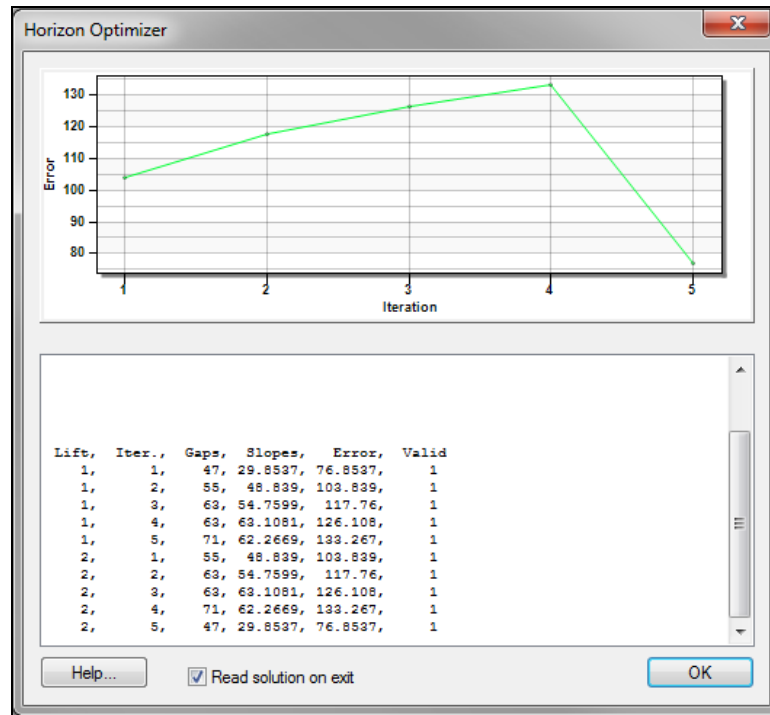 Horizon Optimizer
130
120
110
100
90
80
Error
1 2 3 4 5
Iteration
Lift, Iter., Gaps, Slopes, Error, Valid
1, 1, 47, 29.8537, 76.8537, 1
1, 2, 55, 48.839, 103.839, 1
1, 3, 63, 54.7599, 117.76, 1
1, 4, 63, 63.1081, 126.108, 1
1, 5, 71, 62.2669, 133.267, 1
2, 1, 55, 48.839, 103.839, 1
2, 2, 63, 54.7599, 117.76, 1
2, 3, 63, 63.1081, 126.108, 1
2, 4, 71, 62.2669, 133.267, 1
2, 5, 47, 29.8537, 76.8537, 1
Help... Read solution on exit OK